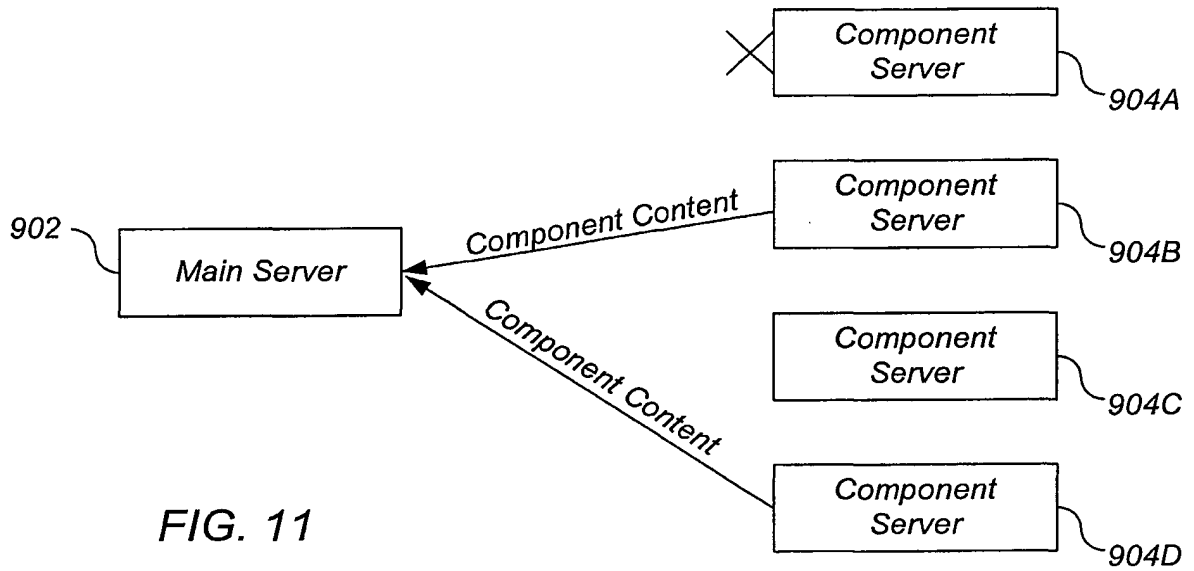 Component
Server
904A
Component
Server
904B
Component Content
902
Main Server
Component Content
Component
Server
904C
Component
Server
904D
FIG. 11